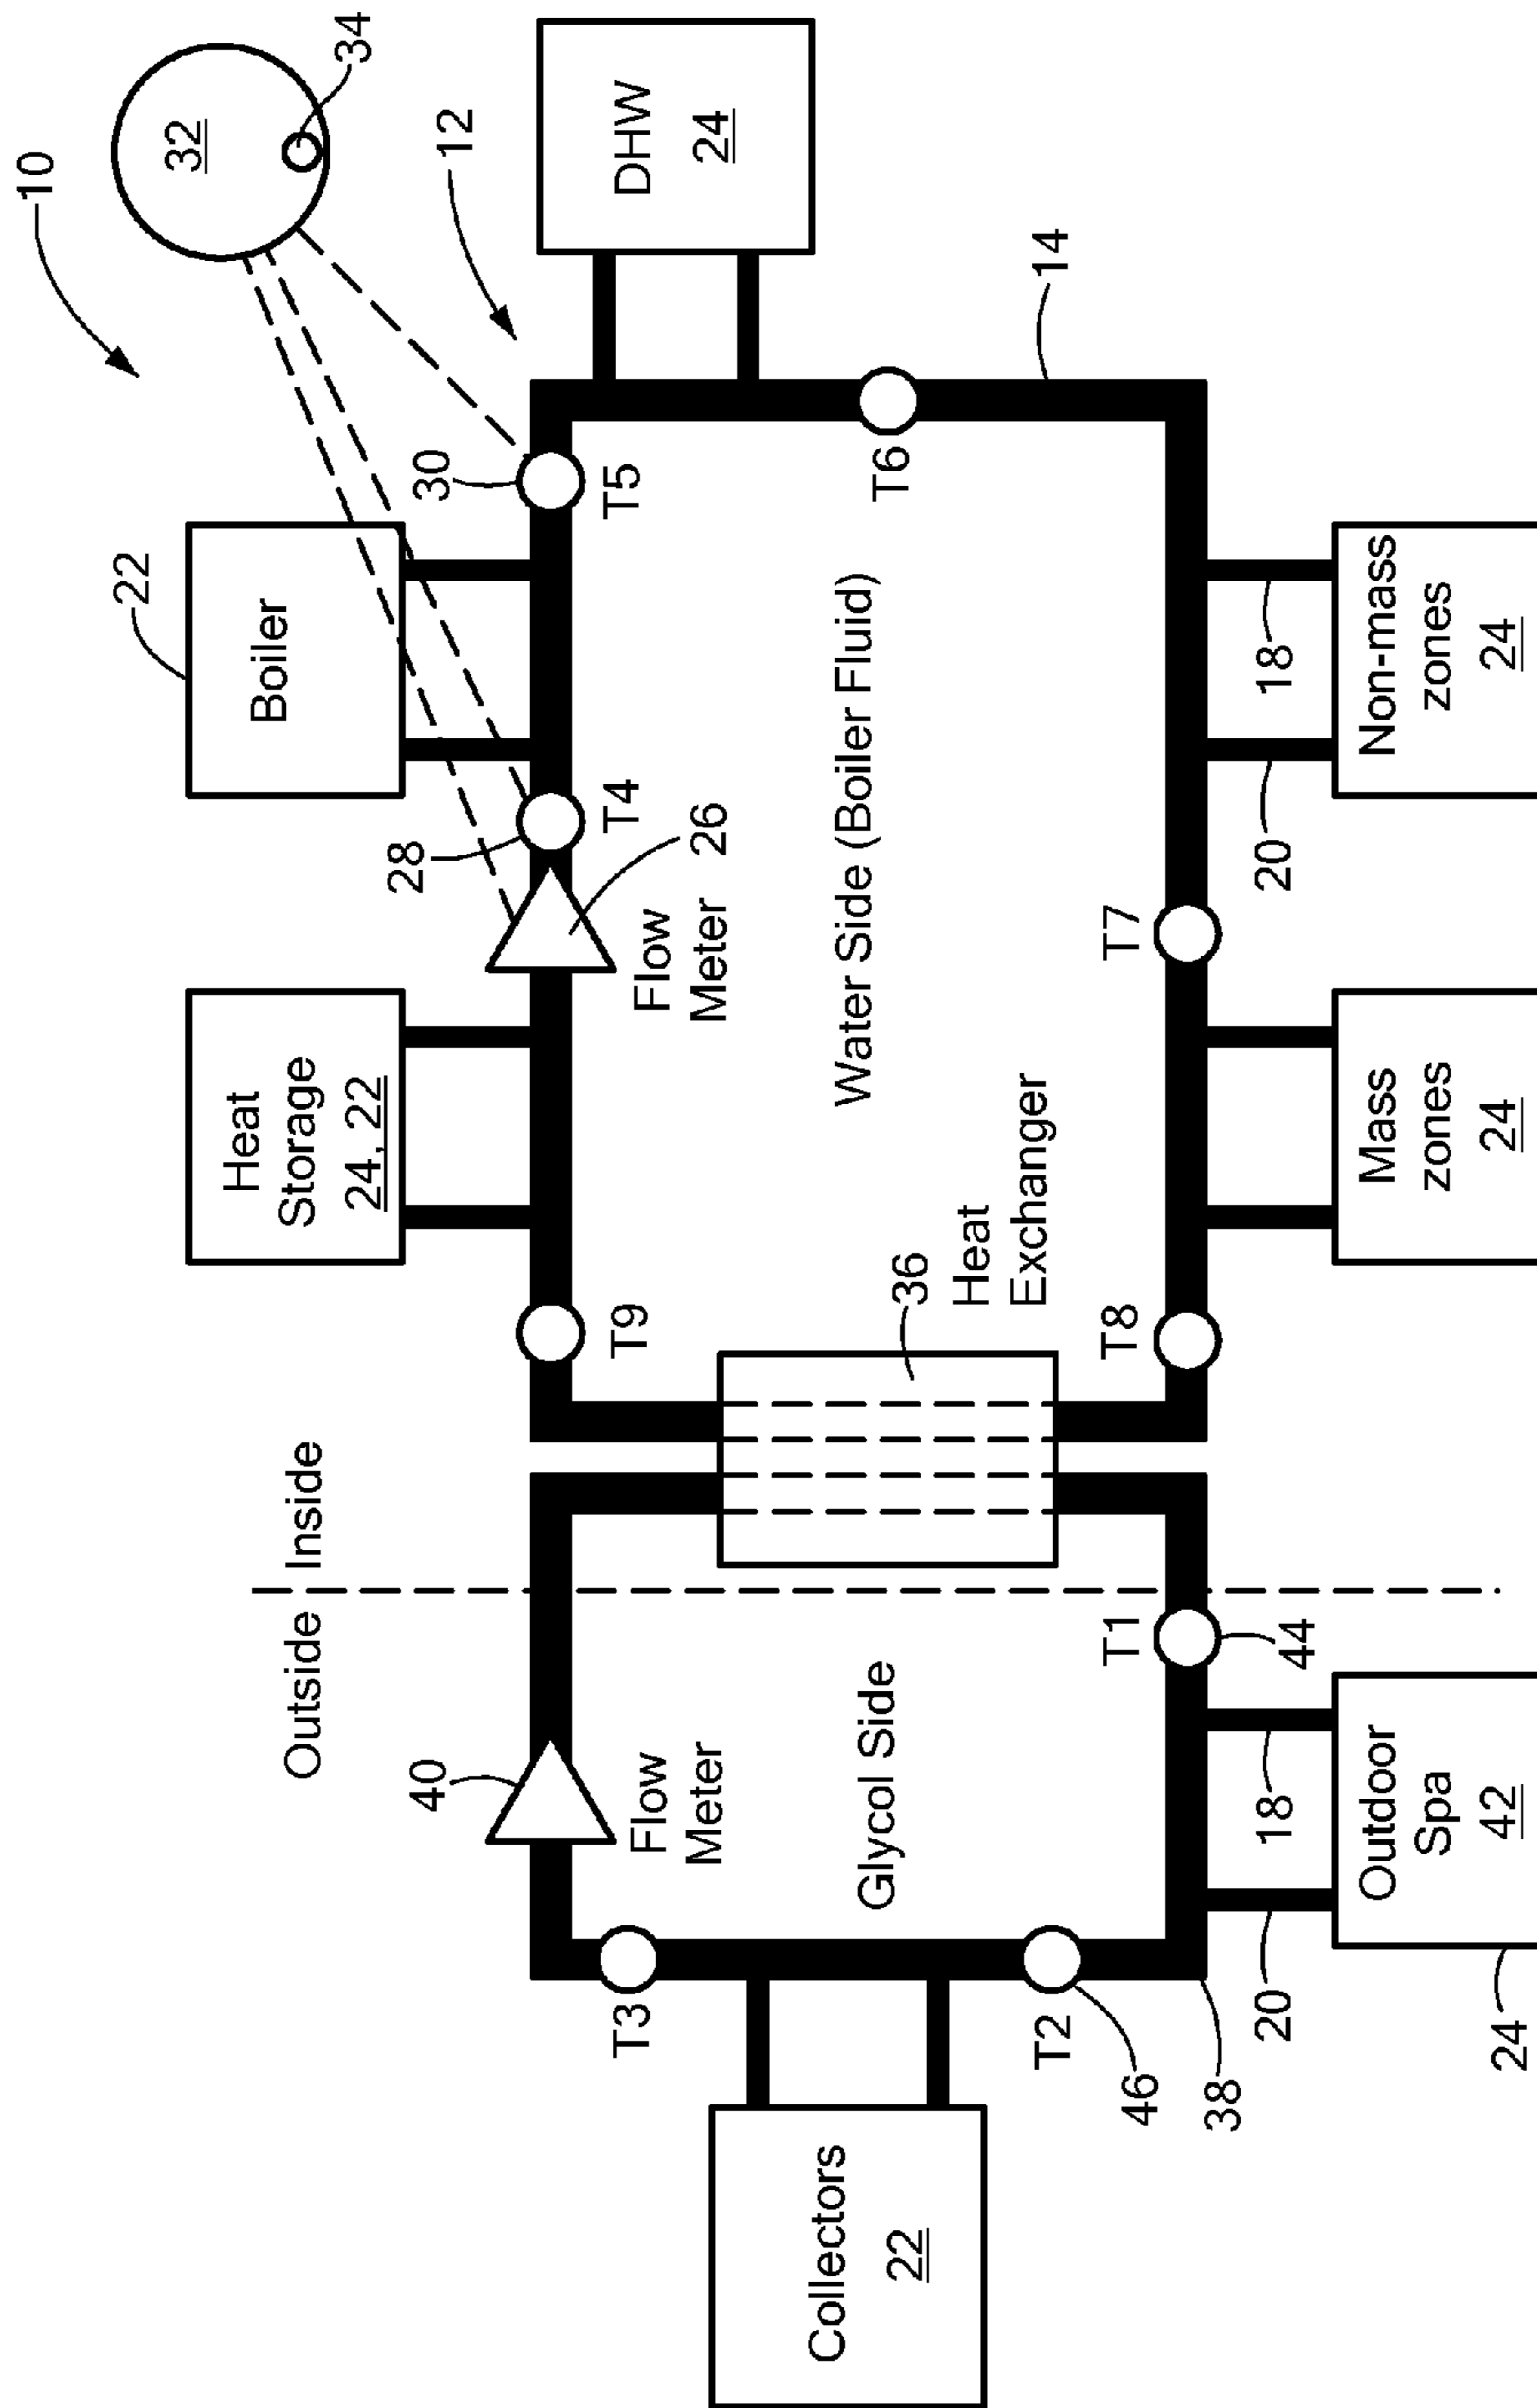 10
32
34
12
22
Boiler
DHW
24
Heat
Storage
24, 22
30
T5
28
T4
26
Flow
Meter
14
T6
T9
Water Side (Boiler Fluid)
36
Heat
Exchanger
T8
T7
20
18
Mass
zones
24
Non-mass
zones
24
Outside
Inside
40
Flow
Meter
Glycol Side
T3
T2
T1
44
46
38
20
18
Collectors
22
Outdoor
Spa
42
24